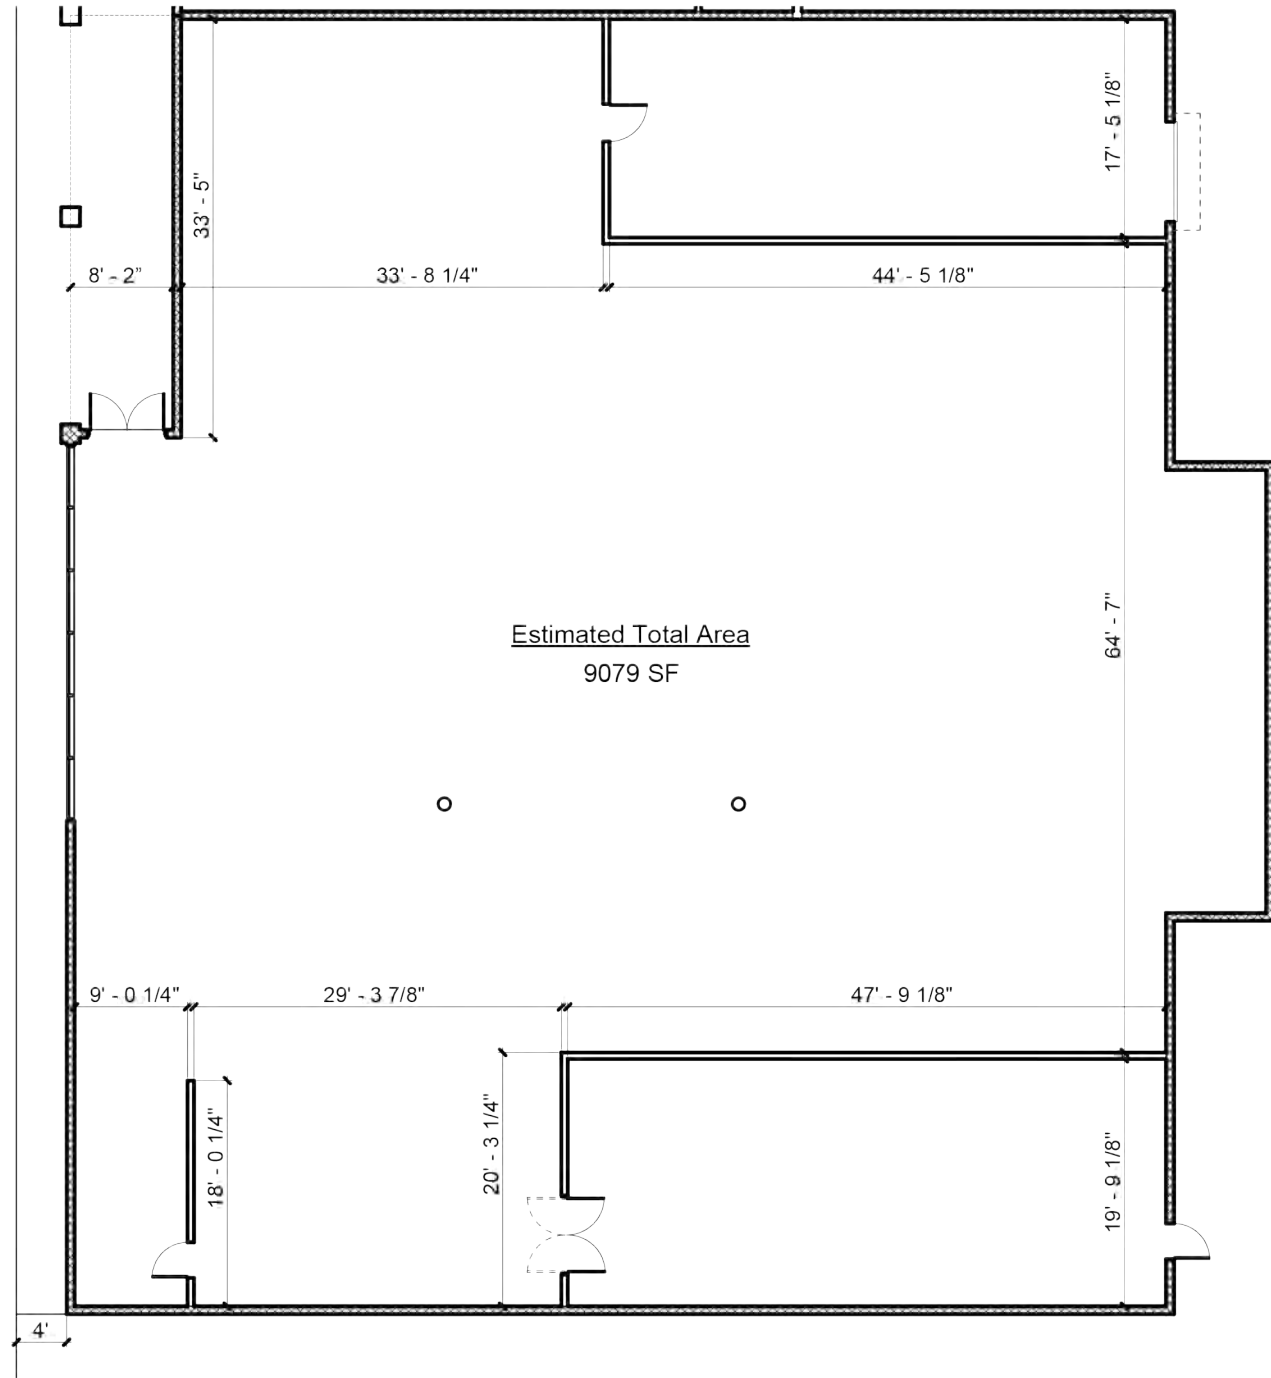 17' - 5 1/8"
33' - 5"
8' - 2"
33' - 8 1/4"
44' - 5 1/8"
Estimated Total Area
9079 SF
64' - 7"
9' - 0 1/4"
29' - 3 7/8"
47' - 9 1/8"
18' - 0 1/4"
20' - 3 1/4"
19' - 9 1/8"
4'